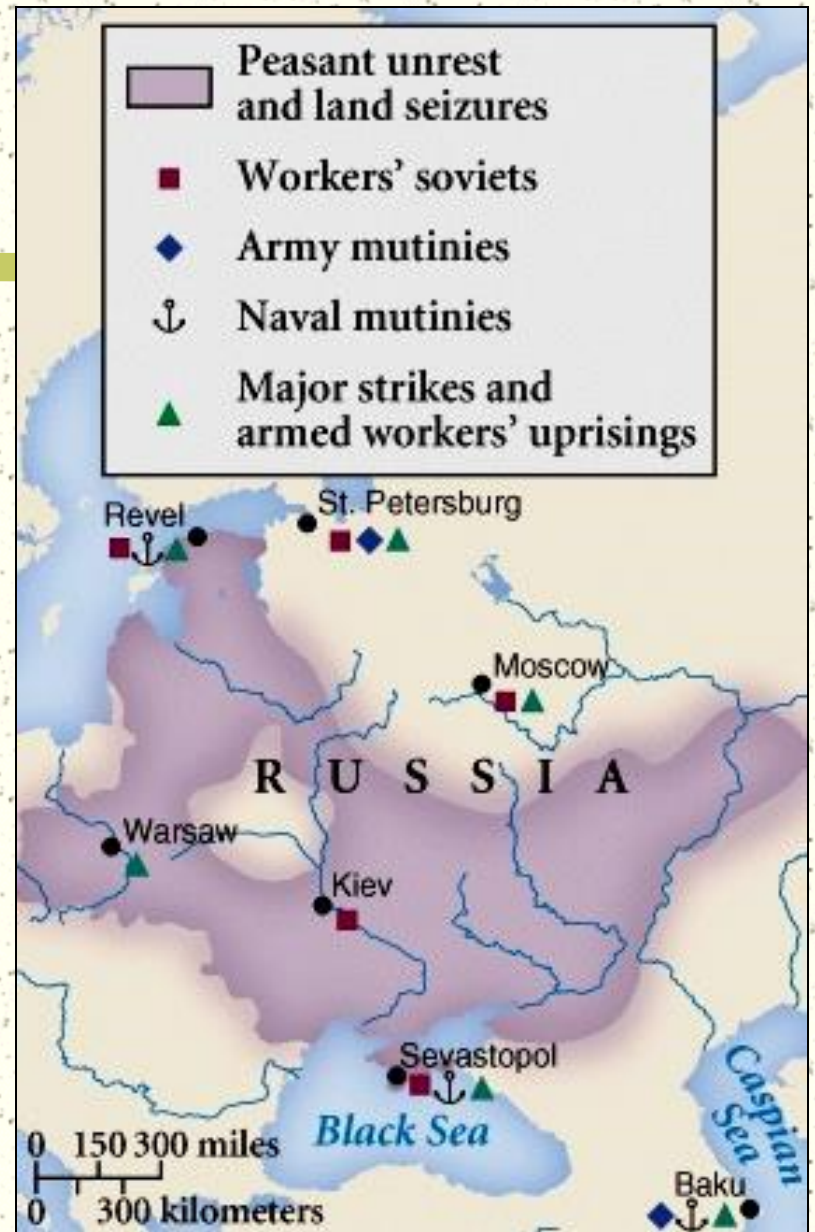 Peasant unrest
and land seizures
Workers' soviets
Army mutinies
Naval mutinies
Major strikes and
armed workers' uprisings
St. Petersburg
Revel
Moscow
RUSSIA
Warsaw
Kiev
Sevastopol
Black Sea
Caspian
Sea
0 150 300 miles
0 300 kilometers
Baku